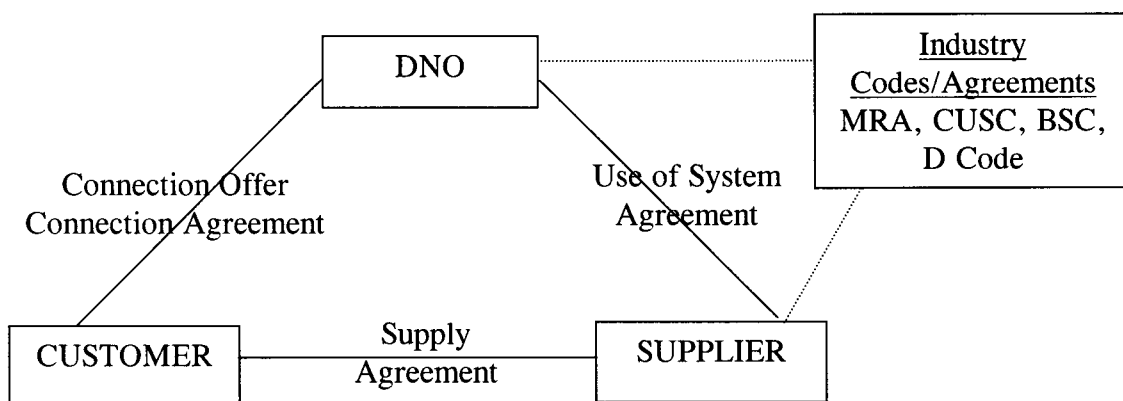 DNO
Industry
Codes/Agreements
MRA, CUSC, BSC,
D Code
Connection Offer
Connection Agreement
Use of System
Agreement
CUSTOMER
Supply
Agreement
SUPPLIER